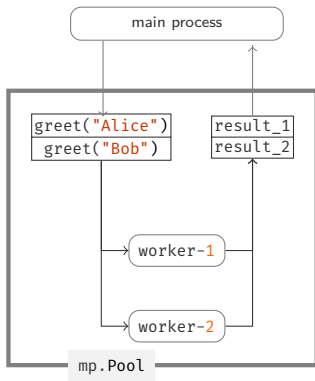 main process
greet("Alice")
greet("Bob")
result_1
result_2
worker-1
worker-2
mp.Pool